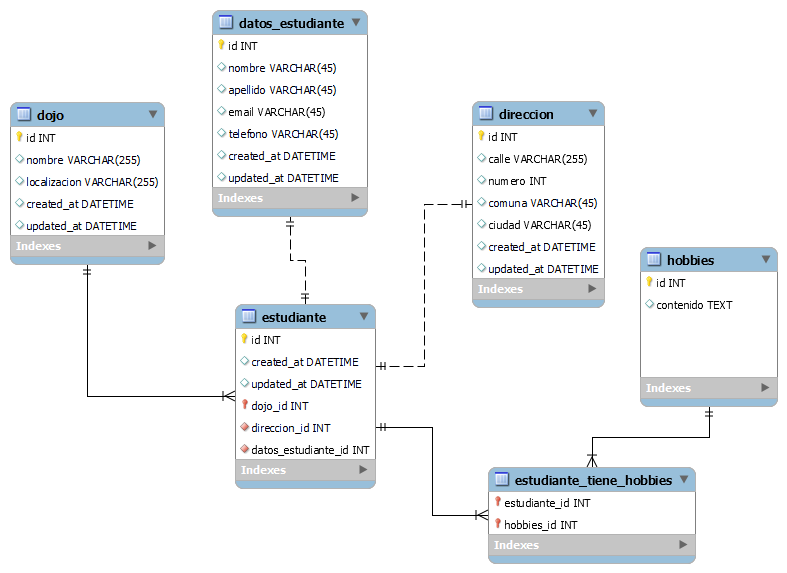 datos_estudiante
id INT
nombre VARCHAR(45)
apellido VARCHAR(45)
email VARCHAR(45)
telefono VARCHAR(45)
created_at DATETIME
updated_at DATETIME
Indexes
dojo
id INT
nombre VARCHAR(255)
localizacion VARCHAR(255)
created_at DATETIME
updated_at DATETIME
Indexes
direccion
id INT
calle VARCHAR(255)
numero INT
comuna VARCHAR(45)
ciudad VARCHAR(45)
created_at DATETIME
updated_at DATETIME
Indexes
hobbies
id INT
contenido TEXT
Indexes
estudiante
id INT
created_at DATETIME
updated_at DATETIME
dojo_id INT
direccion_id INT
datos_estudiante_id INT
Indexes
estudiante_tiene_hobbies
estudiante_id INT
hobbies_id INT
Indexes